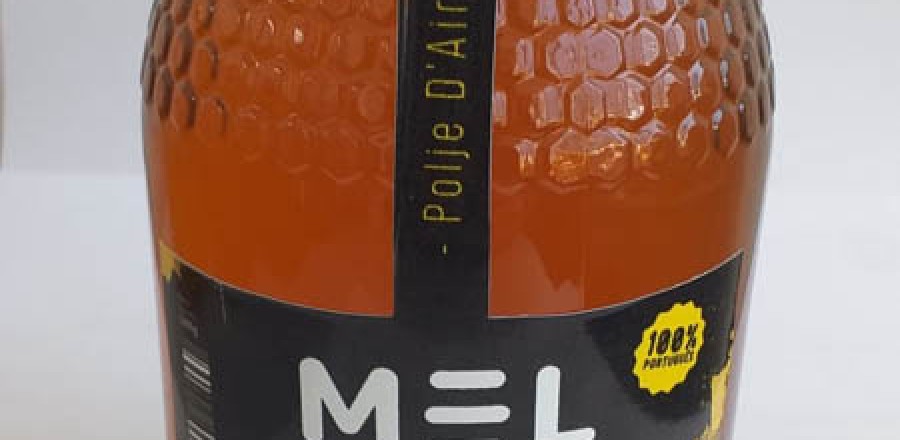 - Polje D'Air
100%
PORTUGUÊS
MEL